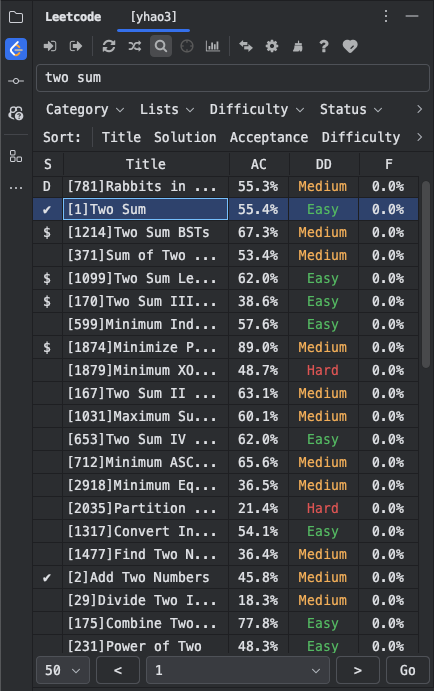 Leetcode [yhao3]
two sum
Category Lists Difficulty Status
Sort: Title Solution Acceptance Difficulty
S Title AC DD F
D [781]Rabbits in ... 55.3% Medium 0.0%
✔ [1]Two Sum 55.4% Easy 0.0%
$ [1214]Two Sum BSTs 67.3% Medium 0.0%
[371]Sum of Two ... 53.4% Medium 0.0%
$ [1099]Two Sum Le... 62.0% Easy 0.0%
$ [170]Two Sum III... 38.6% Easy 0.0%
[599]Minimum Ind... 57.6% Easy 0.0%
$ [1874]Minimize P... 89.0% Medium 0.0%
[1879]Minimum XO... 48.7% Hard 0.0%
[167]Two Sum II ... 63.1% Medium 0.0%
[1031]Maximum Su... 60.1% Medium 0.0%
[653]Two Sum IV ... 62.0% Easy 0.0%
[712]Minimum ASC... 65.6% Medium 0.0%
[2918]Minimum Eq... 36.5% Medium 0.0%
[2035]Partition ... 21.4% Hard 0.0%
[1317]Convert In... 54.1% Easy 0.0%
[1477]Find Two N... 36.4% Medium 0.0%
✔ [2]Add Two Numbers 45.8% Medium 0.0%
[29]Divide Two I... 18.3% Medium 0.0%
[175]Combine Two... 77.8% Easy 0.0%
[231]Power of Two 48.3% Easy 0.0%
50 < 1 > Go